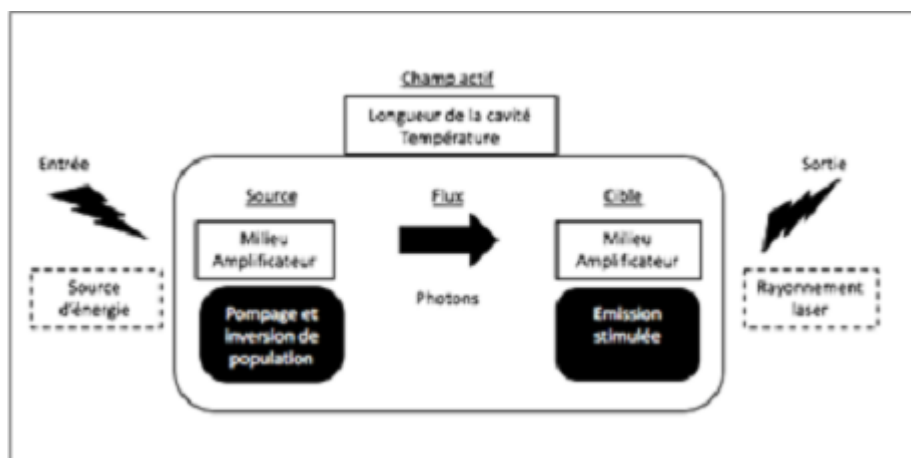 Champ actif
Longueur de la cavité
Température
Entrée
Sortie
Source
Flux
Cible
Milieu
Amplificateur
Milieu
Amplificateur
Source
d'énergie
Photons
Rayonnement
laser
Pompage et
inversion de
population
Emission
stimulée